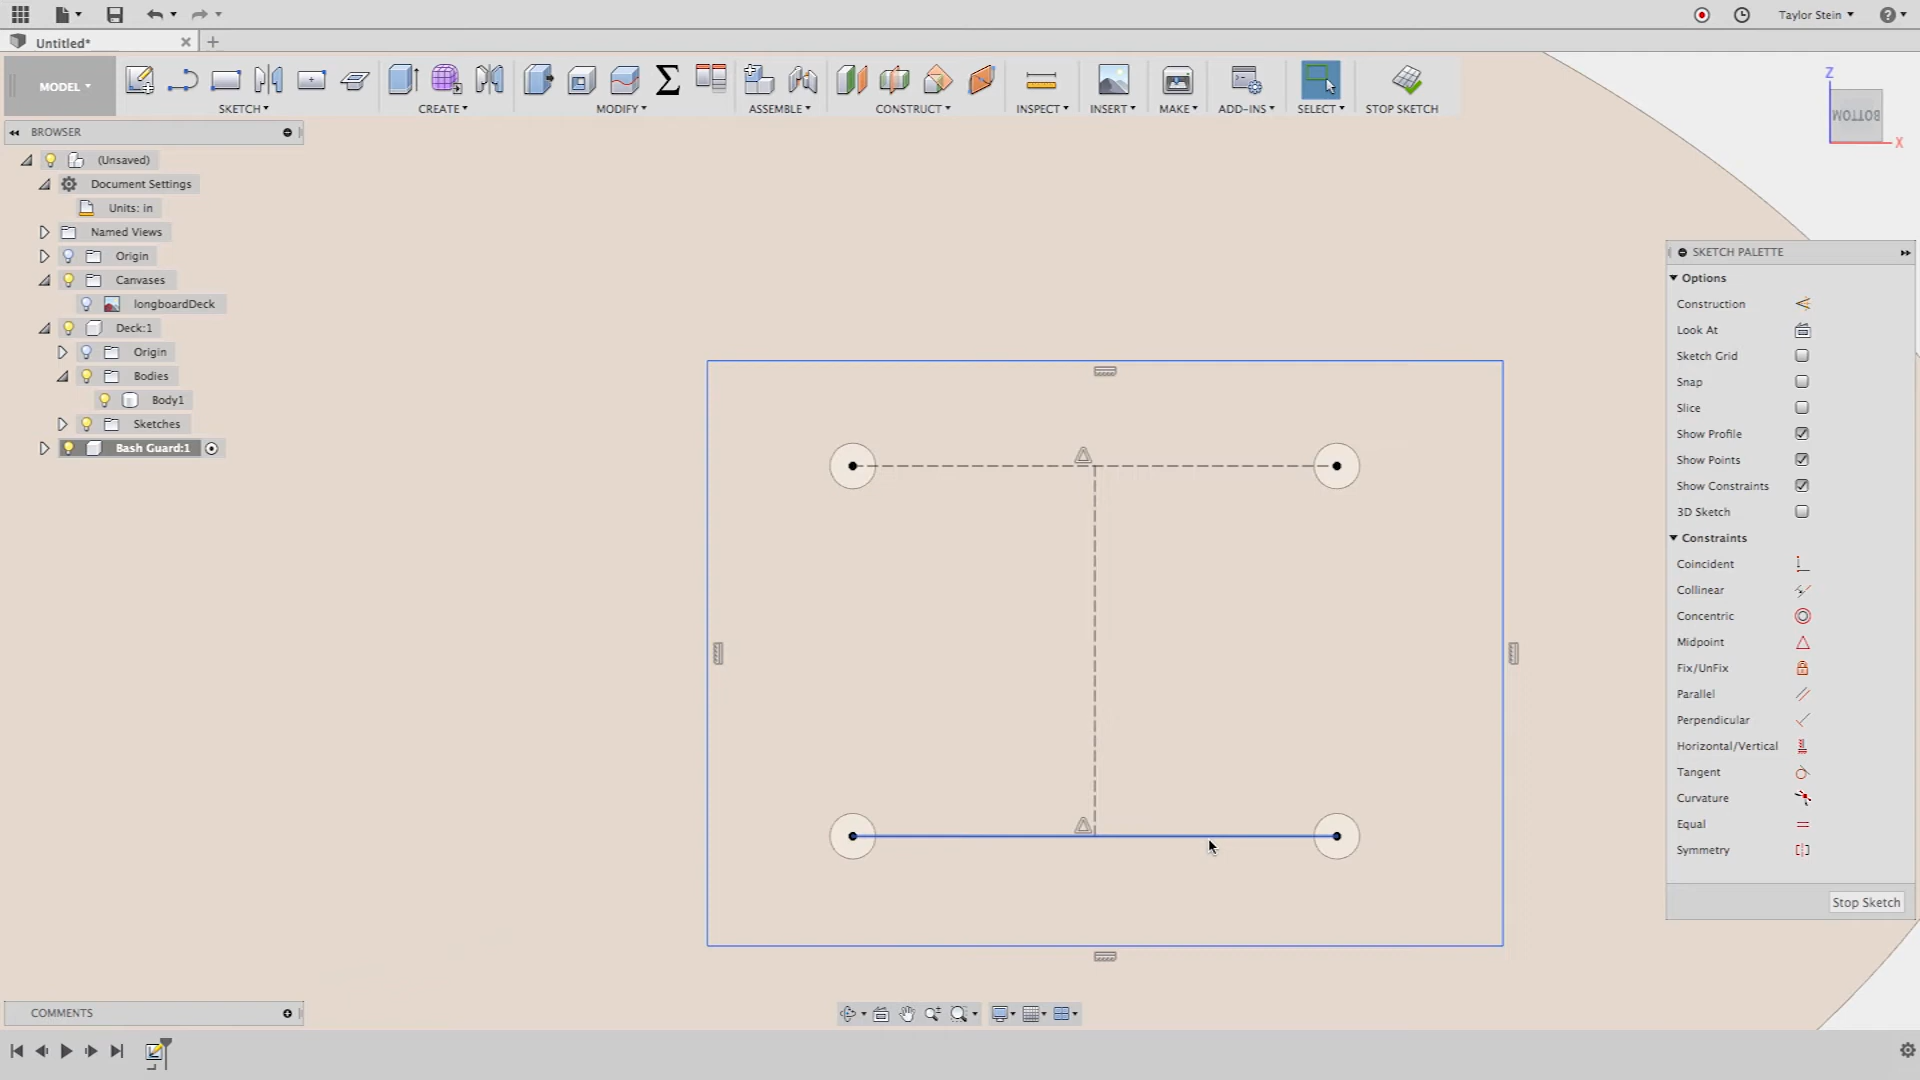 Taylor Stein
Untitled*
MODEL
SKETCH
CREATE
MODIFY
ASSEMBLE
CONSTRUCT
INSPECT
INSERT
MAKE
ADD-INS
SELECT
STOP SKETCH
Z
BOTTOM
X
BROWSER
(Unsaved)
Document Settings
Units: in
Named Views
Origin
Canvases
longboardDeck
Deck:1
Origin
Bodies
Body1
Sketches
Bash Guard:1
SKETCH PALETTE
Options
Construction
Look At
Sketch Grid
Snap
Slice
Show Profile
Show Points
Show Constraints
3D Sketch
Constraints
Coincident
Collinear
Concentric
Midpoint
Fix/UnFix
Parallel
Perpendicular
Horizontal/Vertical
Tangent
Curvature
Equal
Symmetry
Stop Sketch
COMMENTS